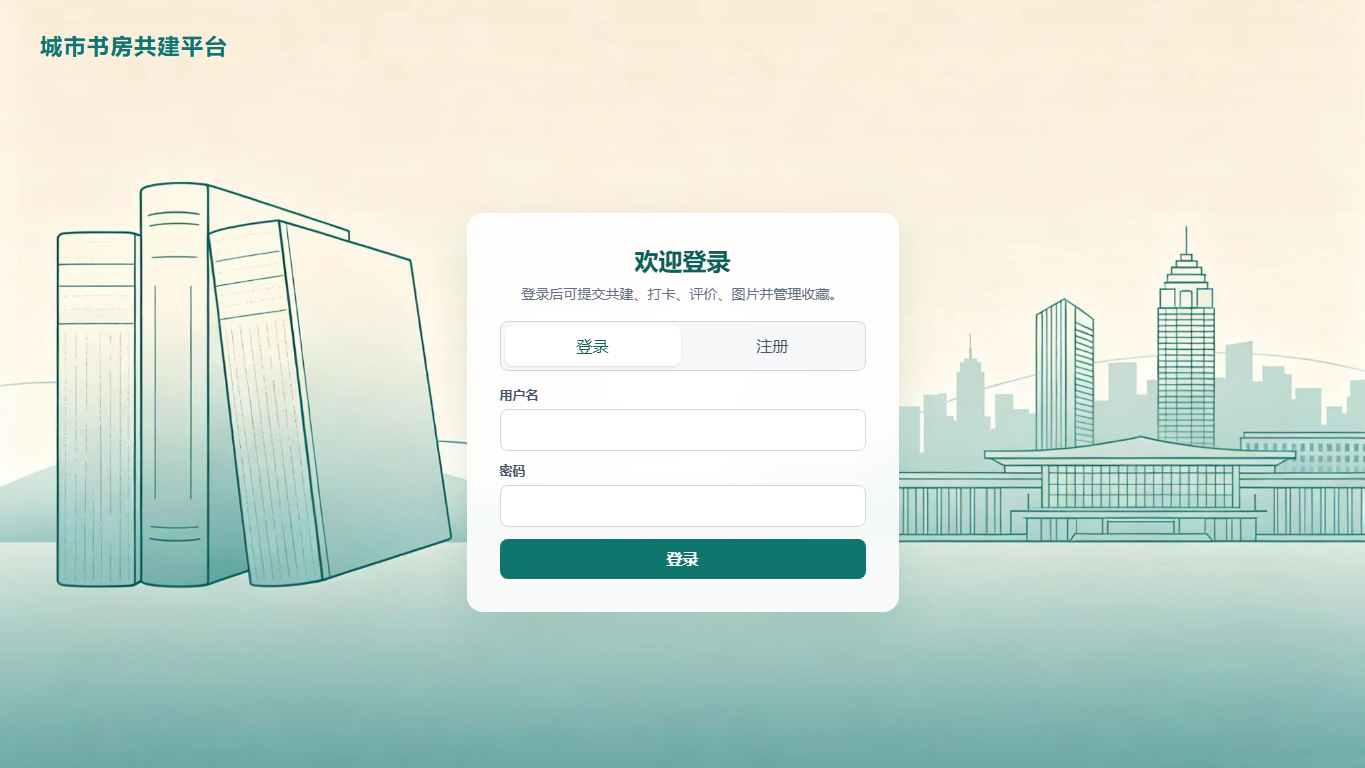 城市书房共建平台
欢迎登录
登录后可提交共建、打卡、评价、图片并管理收藏。
登录
注册
用户名
密码
登录